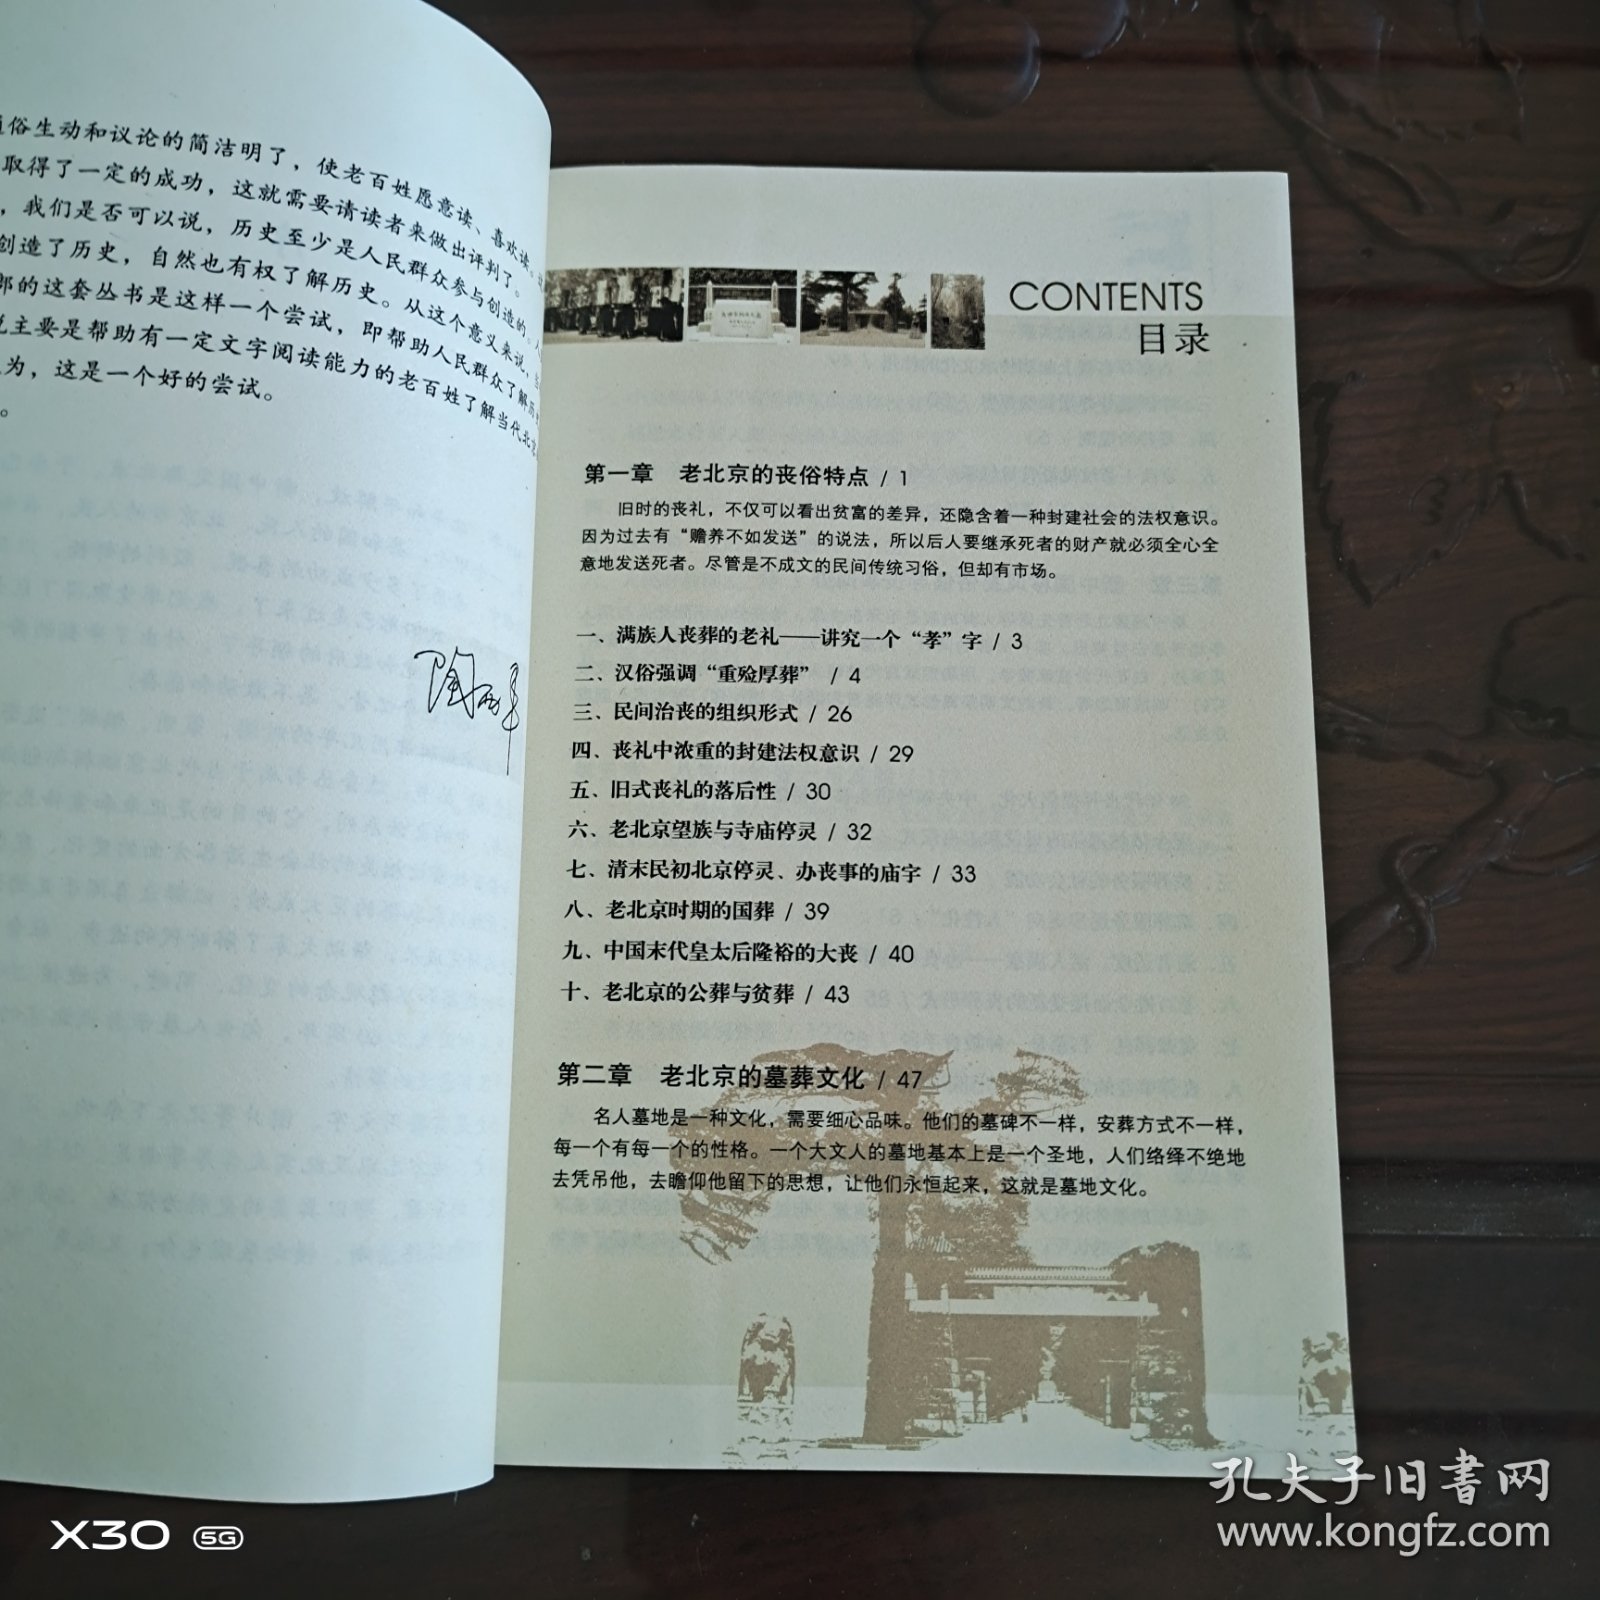 俗生动和议论的简洁明了，使老百姓愿意读、喜欢读。
取得了一定的成功，这就需要请读者来做出评判了。
，我们是否可以说，历史至少是人民群众参与创造的。
创造了历史，自然也有权了解历史。从这个意义来说，
的这套丛书是这样一个尝试，即帮助人民群众了解历
主要是帮助有一定文字阅读能力的老百姓了解当代北京
为，这是一个好的尝试。
。
CONTENTS
目录
第一章 老北京的丧俗特点 / 1
旧时的丧礼，不仅可以看出贫富的差异，还隐含着一种封建社会的法权意识。
因为过去有“赡养不如发送”的说法，所以后人要继承死者的财产就必须全心全
意地发送死者。尽管是不成文的民间传统习俗，但却有市场。
一、满族人丧葬的老礼——讲究一个“孝”字 / 3
二、汉俗强调“重殓厚葬” / 4
三、民间治丧的组织形式 / 26
四、丧礼中浓重的封建法权意识 / 29
五、旧式丧礼的落后性 / 30
六、老北京望族与寺庙停灵 / 32
七、清末民初北京停灵、办丧事的庙宇 / 33
八、老北京时期的国葬 / 39
九、中国末代皇太后隆裕的大丧 / 40
十、老北京的公葬与贫葬 / 43
第二章 老北京的墓葬文化 / 47
名人墓地是一种文化，需要细心品味。他们的墓碑不一样，安葬方式不一样，
每一个有每一个的性格。一个大文人的墓地基本上是一个圣地，人们络绎不绝地
去凭吊他，去瞻仰他留下的思想，让他们永恒起来，这就是墓地文化。
X30 5G
孔夫子旧书网
www.kongfz.com